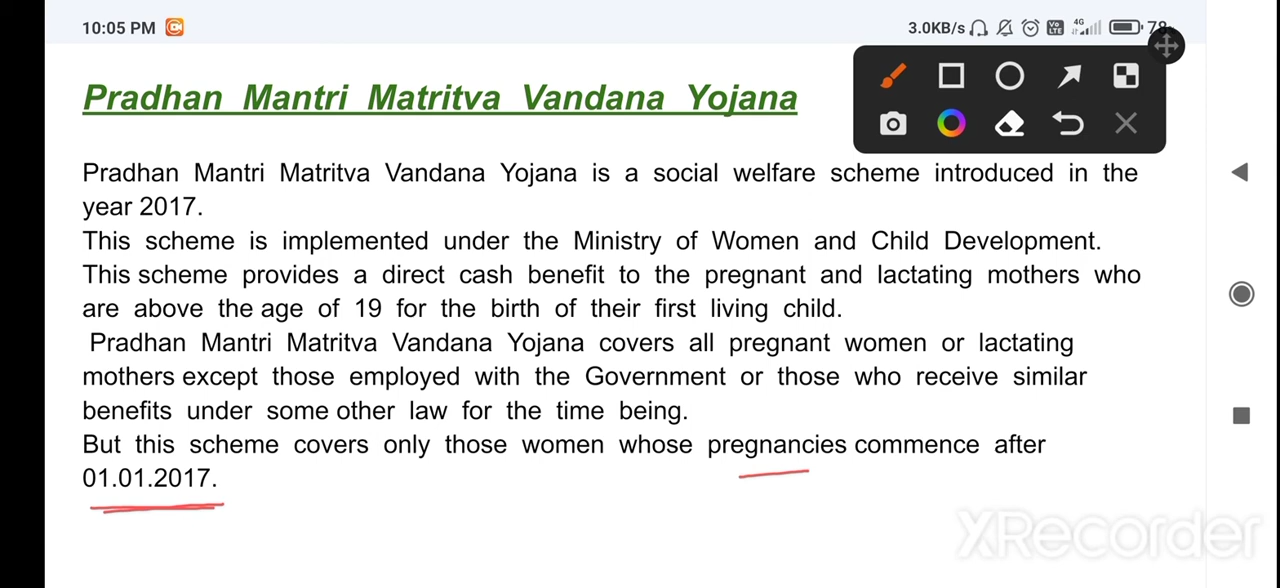 10:05 PM 3.0KB/s 4G 78
Pradhan Mantri Matritva Vandana Yojana
Pradhan Mantri Matritva Vandana Yojana is a social welfare scheme introduced in the
year 2017.
This scheme is implemented under the Ministry of Women and Child Development.
This scheme provides a direct cash benefit to the pregnant and lactating mothers who
are above the age of 19 for the birth of their first living child.
Pradhan Mantri Matritva Vandana Yojana covers all pregnant women or lactating
mothers except those employed with the Government or those who receive similar
benefits under some other law for the time being.
But this scheme covers only those women whose pregnancies commence after
01.01.2017.
XRecorder